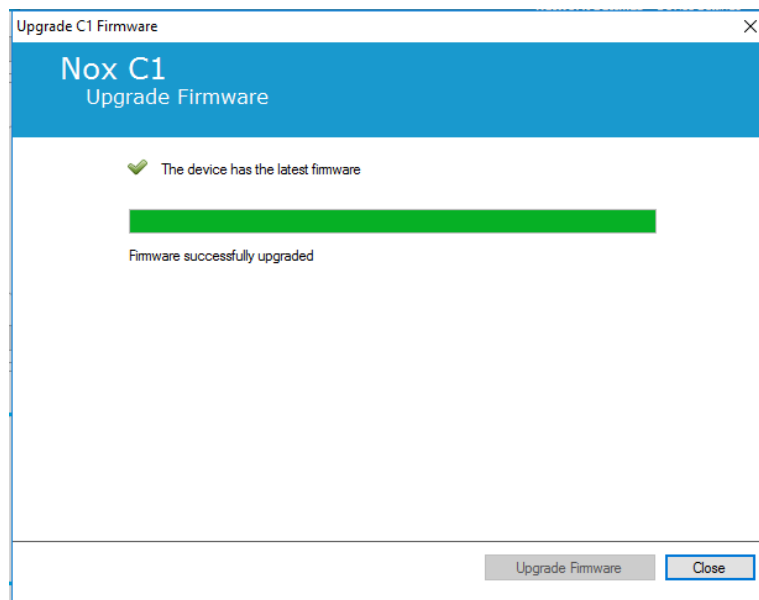 Upgrade C1 Firmware
Nox C1
Upgrade Firmware
The device has the latest firmware
Firmware successfully upgraded
Upgrade Firmware
Close